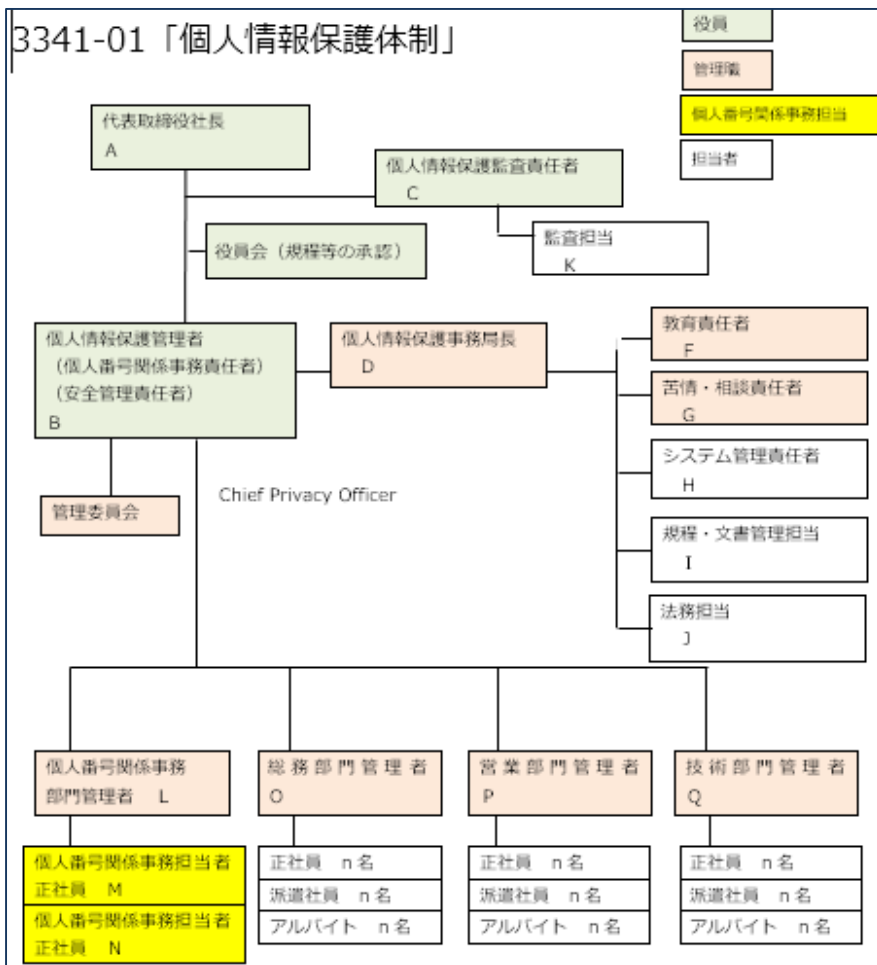 3341-01「個人情報保護体制」
役員
管理職
個人番号関係事務担当
担当者
代表取締役社長
A
個人情報保護監査責任者
C
監査担当
K
役員会（規程等の承認）
個人情報保護管理者
（個人番号関係事務責任者）
（安全管理責任者）
B
個人情報保護事務局長
D
教育責任者
F
苦情・相談責任者
G
システム管理責任者
H
規程・文書管理担当
I
法務担当
J
管理委員会
Chief Privacy Officer
個人番号関係事務
部門管理者　L
総務部門管理者
O
営業部門管理者
P
技術部門管理者
Q
個人番号関係事務担当者
正社員　M
個人番号関係事務担当者
正社員　N
正社員　n名
派遣社員　n名
アルバイト　n名
正社員　n名
派遣社員　n名
アルバイト　n名
正社員　n名
派遣社員　n名
アルバイト　n名